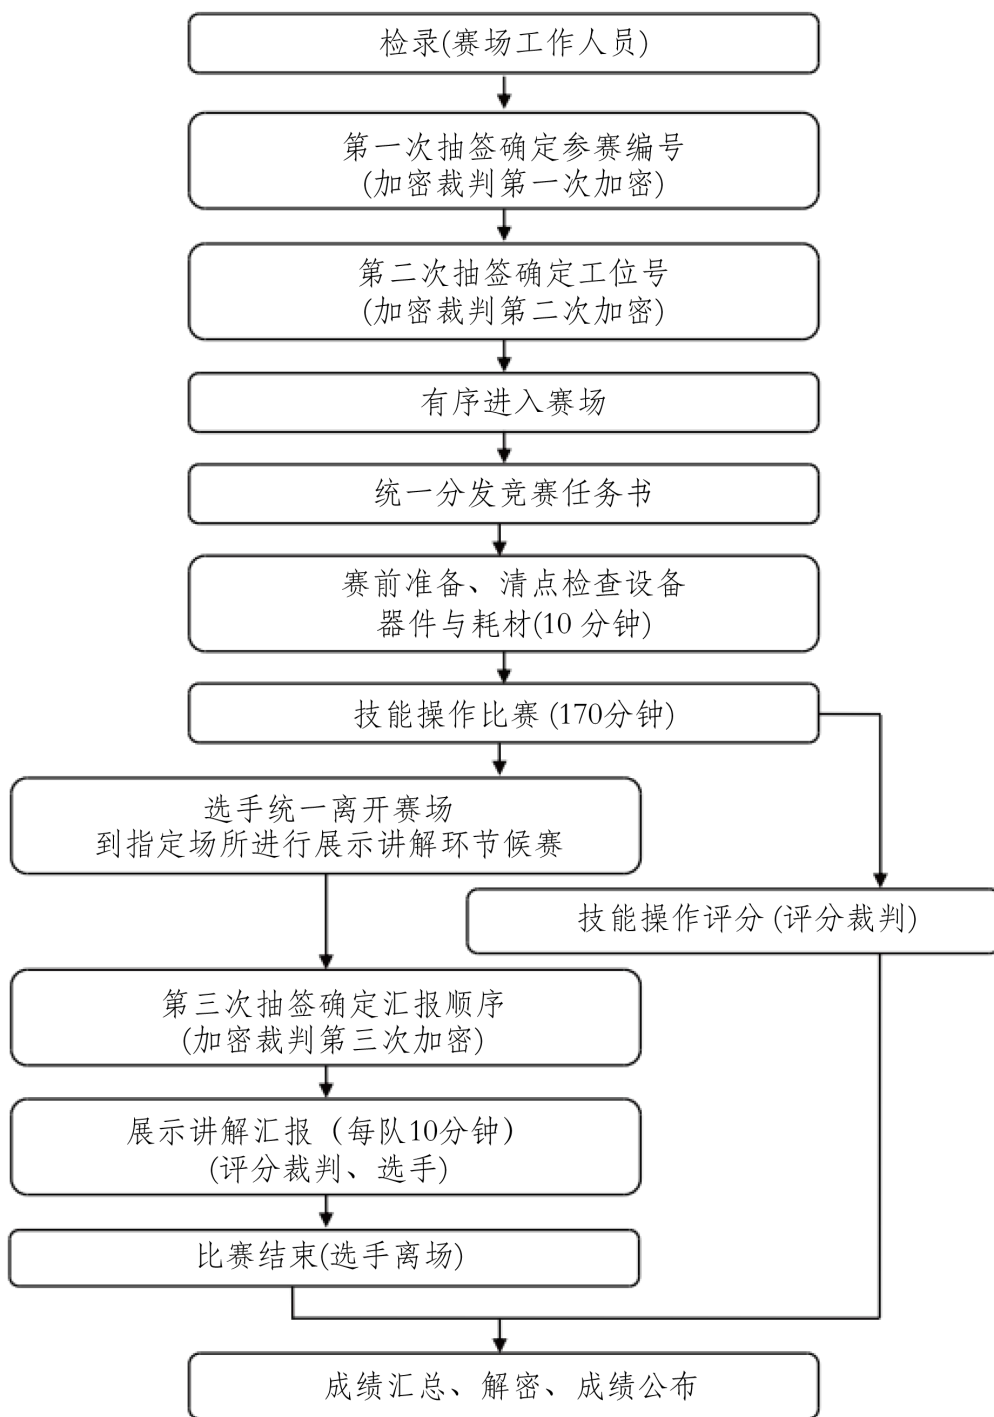 检录(赛场工作人员)
第一次抽签确定参赛编号
(加密裁判第一次加密)
第二次抽签确定工位号
(加密裁判第二次加密)
有序进入赛场
统一分发竞赛任务书
赛前准备、清点检查设备
器件与耗材(10 分钟)
技能操作比赛 (170分钟)
选手统一离开赛场
到指定场所进行展示讲解环节候赛
技能操作评分 (评分裁判)
第三次抽签确定汇报顺序
(加密裁判第三次加密)
展示讲解汇报（每队10分钟）
(评分裁判、选手)
比赛结束(选手离场)
成绩汇总、解密、成绩公布